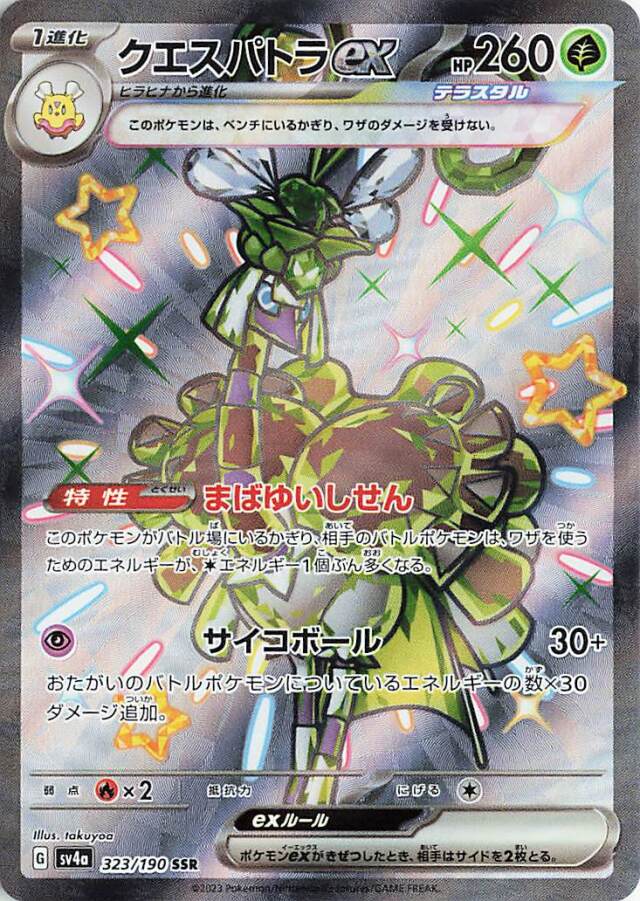 1進化
クエスパトラex
HP260
ヒラヒナから進化
テラスタル
このポケモンは、ベンチにいるかぎり、ワザのダメージを受けない。
特性
まばゆいしせん
このポケモンがバトル場にいるかぎり、相手のバトルポケモンは、ワザを使う
ためのエネルギーが、エネルギー1個ぶん多くなる。
サイコボール 30+
おたがいのバトルポケモンについているエネルギーの数×30
ダメージ追加。
弱点 ×2 抵抗力 にげる
exルール
ポケモンexがきぜつしたとき、相手はサイドを2枚とる。
Illus. takuyoa
G sv4a 323/190 SSR
©2023 Pokémon/Nintendo/Creatures/GAME FREAK.